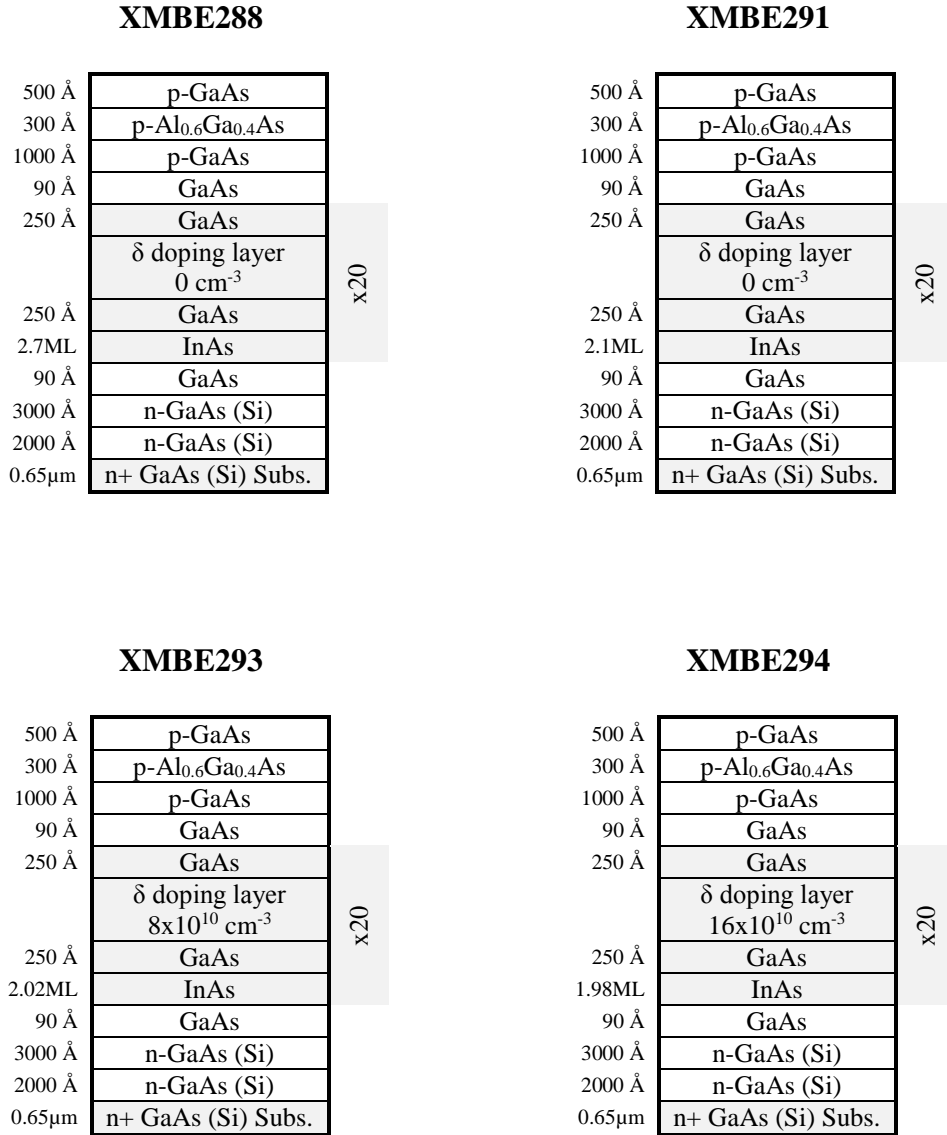 XMBE288
500 Å p-GaAs
300 Å p-Al₀.₆Ga₀.₄As
1000 Å p-GaAs
90 Å GaAs
250 Å GaAs
δ doping layer
0 cm⁻³
x20
250 Å GaAs
2.7ML InAs
90 Å GaAs
3000 Å n-GaAs (Si)
2000 Å n-GaAs (Si)
0.65µm n+ GaAs (Si) Subs.
XMBE291
500 Å p-GaAs
300 Å p-Al₀.₆Ga₀.₄As
1000 Å p-GaAs
90 Å GaAs
250 Å GaAs
δ doping layer
0 cm⁻³
x20
250 Å GaAs
2.1ML InAs
90 Å GaAs
3000 Å n-GaAs (Si)
2000 Å n-GaAs (Si)
0.65µm n+ GaAs (Si) Subs.
XMBE293
500 Å p-GaAs
300 Å p-Al₀.₆Ga₀.₄As
1000 Å p-GaAs
90 Å GaAs
250 Å GaAs
δ doping layer
8x10¹⁰ cm⁻³
x20
250 Å GaAs
2.02ML InAs
90 Å GaAs
3000 Å n-GaAs (Si)
2000 Å n-GaAs (Si)
0.65µm n+ GaAs (Si) Subs.
XMBE294
500 Å p-GaAs
300 Å p-Al₀.₆Ga₀.₄As
1000 Å p-GaAs
90 Å GaAs
250 Å GaAs
δ doping layer
16x10¹⁰ cm⁻³
x20
250 Å GaAs
1.98ML InAs
90 Å GaAs
3000 Å n-GaAs (Si)
2000 Å n-GaAs (Si)
0.65µm n+ GaAs (Si) Subs.